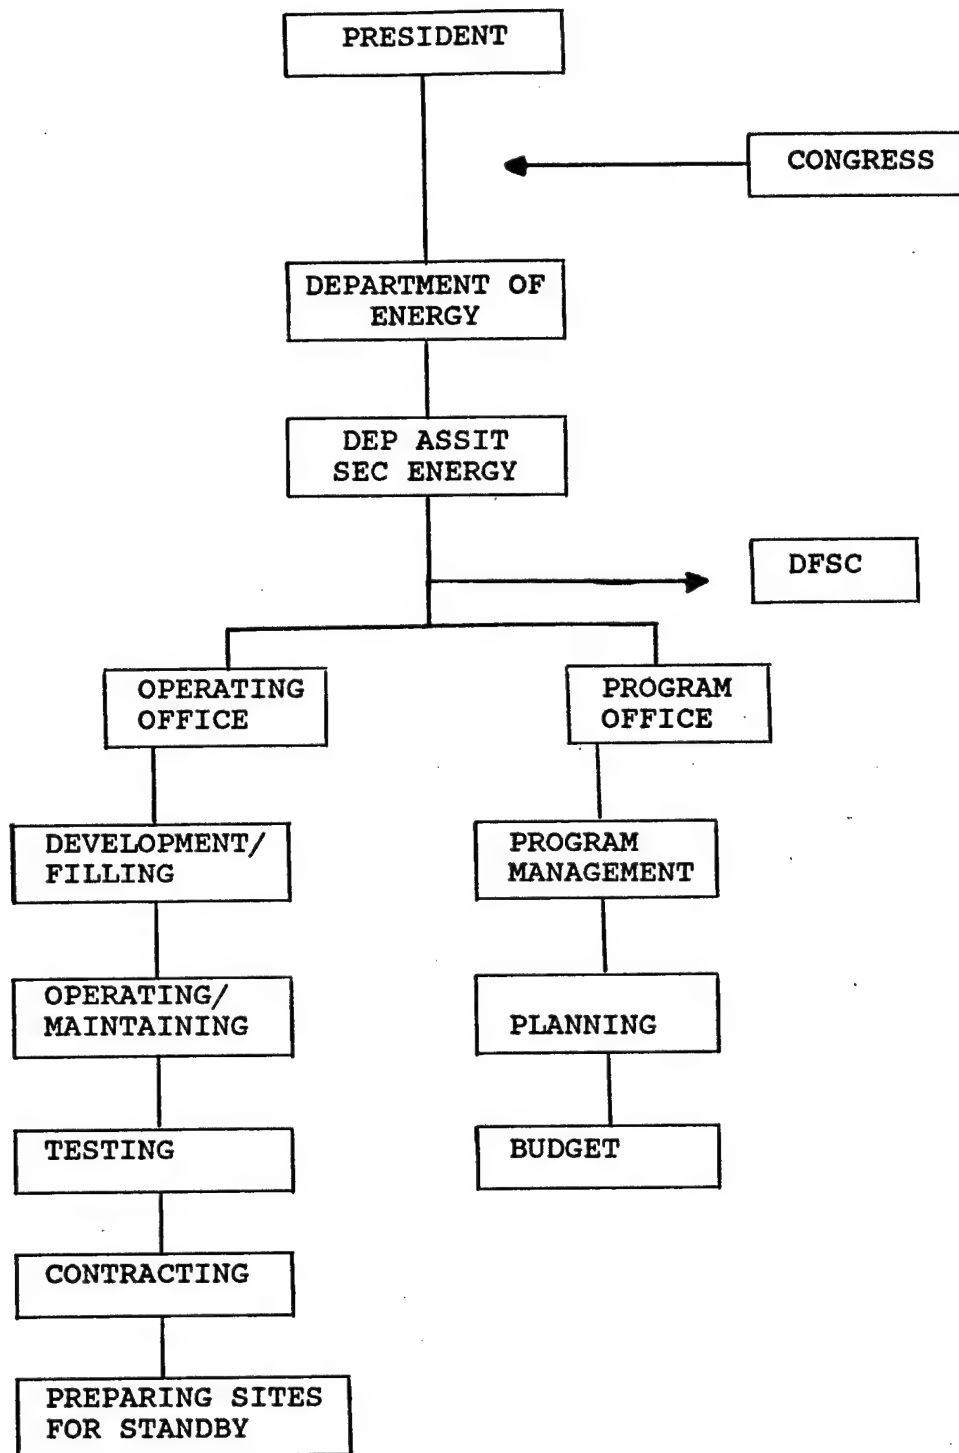 PRESIDENT
CONGRESS
DEPARTMENT OF
ENERGY
DEP ASSIT
SEC ENERGY
DFSC
OPERATING
OFFICE
PROGRAM
OFFICE
DEVELOPMENT/
FILLING
PROGRAM
MANAGEMENT
OPERATING/
MAINTAINING
PLANNING
TESTING
BUDGET
CONTRACTING
PREPARING SITES
FOR STANDBY